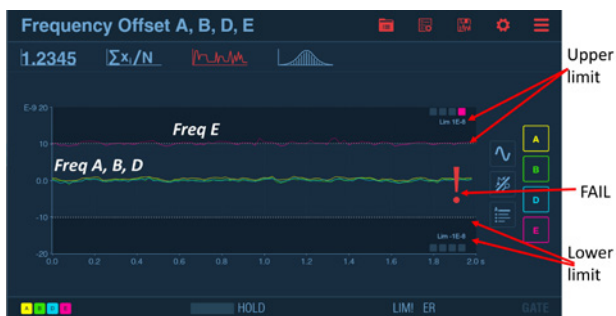 Frequency Offset A, B, D, E
1.2345 Σxᵢ/N
Upper limit
E-9 20
Lim 1E-8
Freq E
10
A
Freq A, B, D
B
0.0
FAIL
D
-10
E
Lim -1E-8
Lower limit
-20
0.0 0.2 0.4 0.6 0.8 1.0 1.2 1.4 1.6 1.8 2.0 s
A B D E HOLD LIM! ER GATE